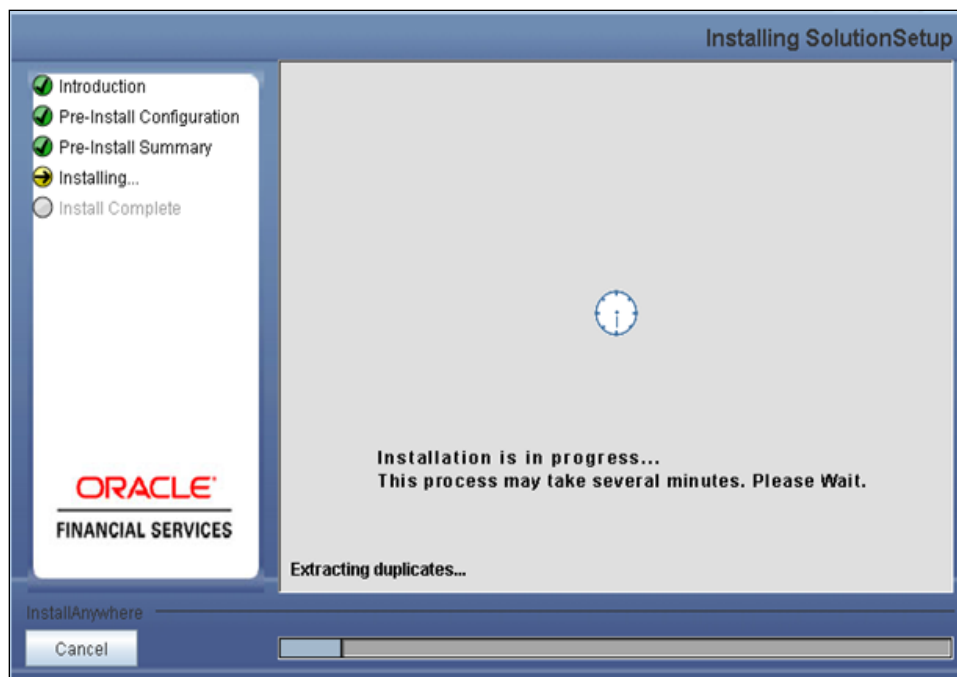 Installing SolutionSetup
Introduction
Pre-Install Configuration
Pre-Install Summary
Installing...
Install Complete
ORACLE
FINANCIAL SERVICES
Installation is in progress...
This process may take several minutes. Please Wait.
Extracting duplicates...
InstallAnywhere
Cancel